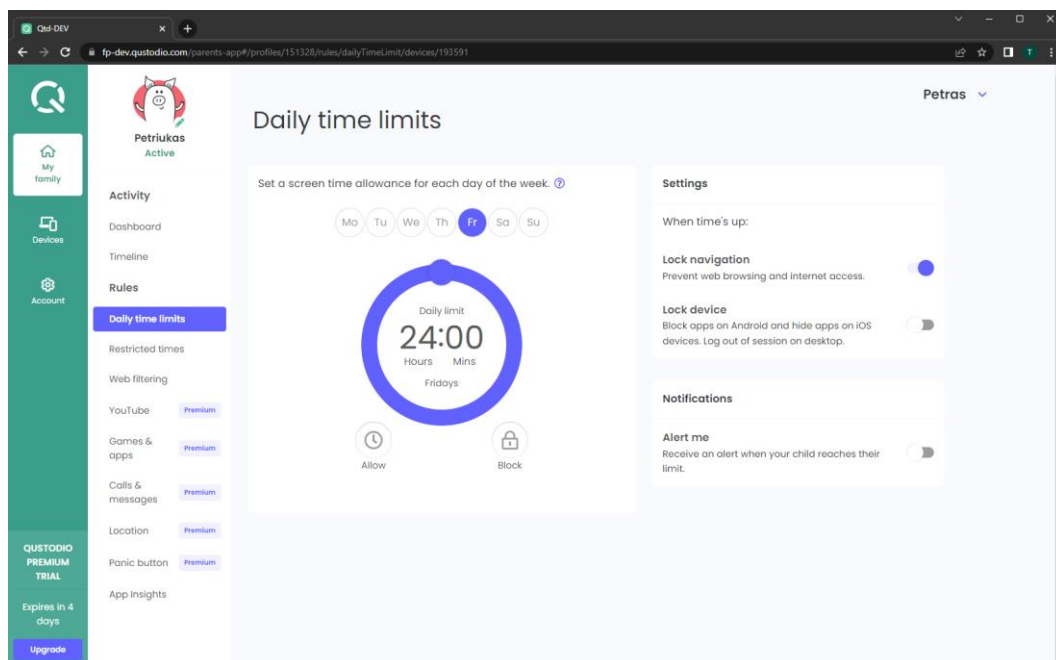 Qtd-DEV
fp-dev.qustodio.com/parents-app#/profiles/151328/rules/dailyTimeLimit/devices/193591
T
My
family
Devices
Account
QUSTODIO
PREMIUM
TRIAL
Expires in 4
days
Upgrade
Petriukas
Active
Activity
Dashboard
Timeline
Rules
Daily time limits
Restricted times
Web filtering
YouTube Premium
Games &
apps Premium
Calls &
messages Premium
Location Premium
Panic button Premium
App Insights
Petras
Daily time limits
Set a screen time allowance for each day of the week. ?
Mo Tu We Th Fr Sa Su
Daily limit
24:00
Hours Mins
Fridays
Allow Block
Settings
When time's up:
Lock navigation
Prevent web browsing and internet access.
Lock device
Block apps on Android and hide apps on iOS
devices. Log out of session on desktop.
Notifications
Alert me
Receive an alert when your child reaches their
limit.